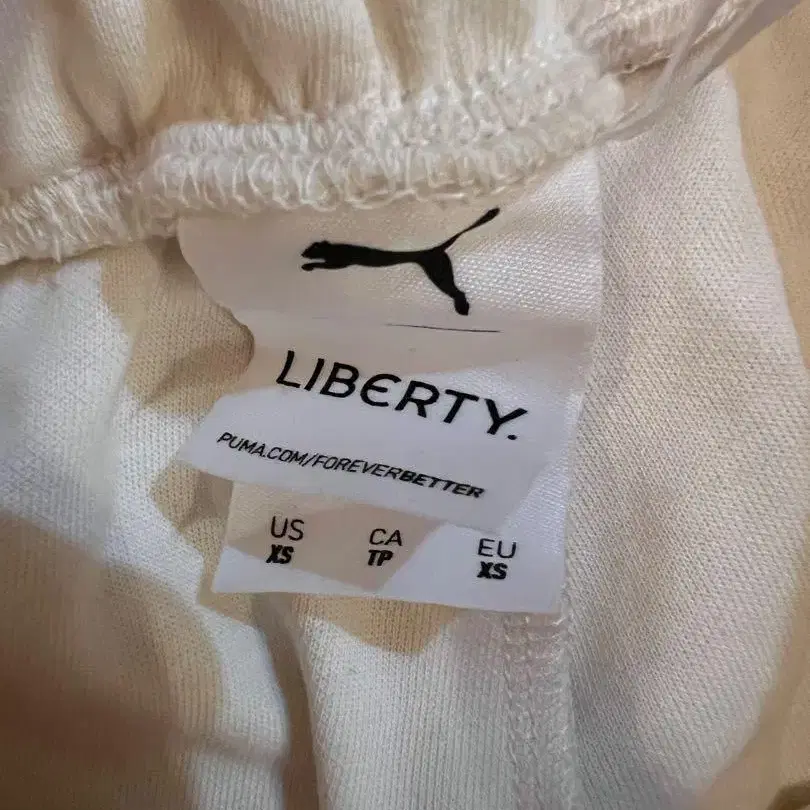 LIBERTY.
PUMA.COM/FOREVERBETTER
US CA EU
XS TP XS